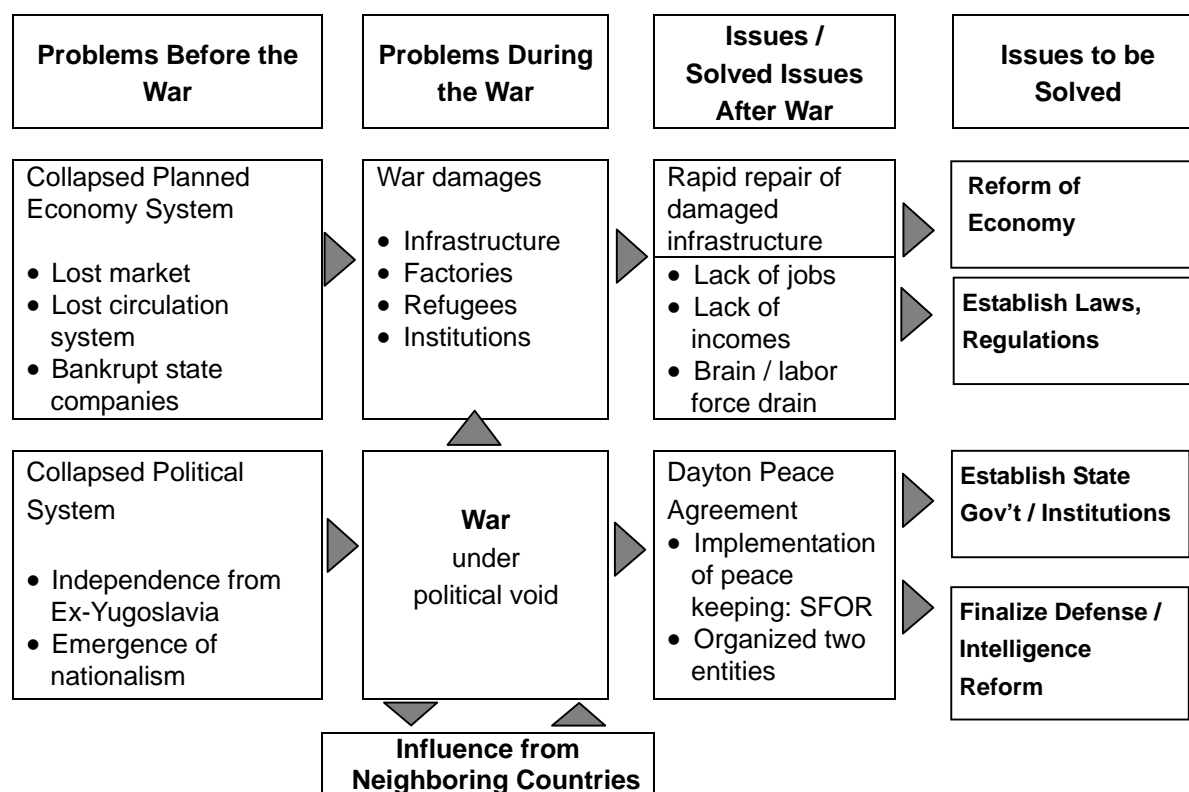 Problems Before the
War
Problems During
the War
Issues /
Solved Issues
After War
Issues to be
Solved
Collapsed Planned
Economy System
• Lost market
• Lost circulation
system
• Bankrupt state
companies
War damages
• Infrastructure
• Factories
• Refugees
• Institutions
Rapid repair of
damaged
infrastructure
• Lack of jobs
• Lack of
incomes
• Brain / labor
force drain
Reform of
Economy
Establish Laws,
Regulations
Collapsed Political
System
• Independence from
Ex-Yugoslavia
• Emergence of
nationalism
War
under
political void
Dayton Peace
Agreement
• Implementation
of peace
keeping: SFOR
• Organized two
entities
Establish State
Gov't / Institutions
Finalize Defense /
Intelligence
Reform
Influence from
Neighboring Countries